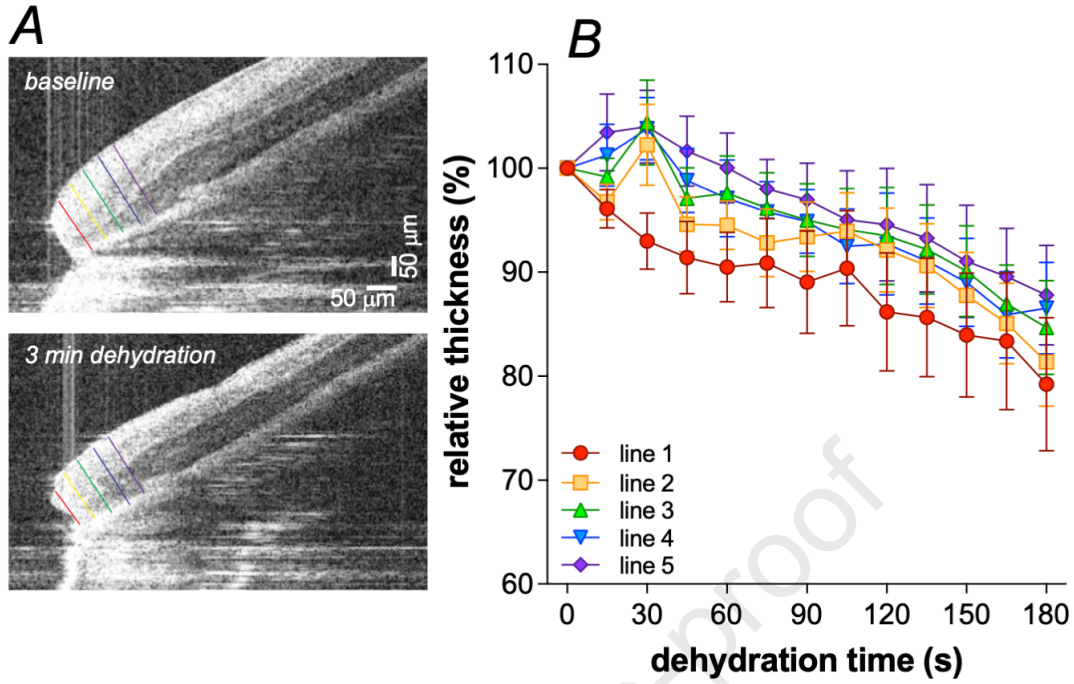 A
baseline
50 µm
50 µm
3 min dehydration
B
relative thickness (%)
110
100
90
80
70
60
line 1
line 2
line 3
line 4
line 5
0 30 60 90 120 150 180
dehydration time (s)
-proof